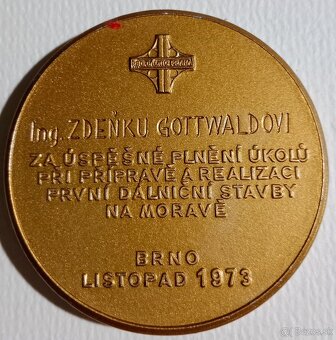 Ing. ZDEŇKU GOTTWALDOVI
ZA ÚSPĚŠNÉ PLNĚNÍ ÚKOLŮ
PŘI PŘÍPRAVĚ A REALIZACI
PRVNÍ DÁLNIČNÍ STAVBY
NA MORAVĚ
BRNO
LISTOPAD 1973